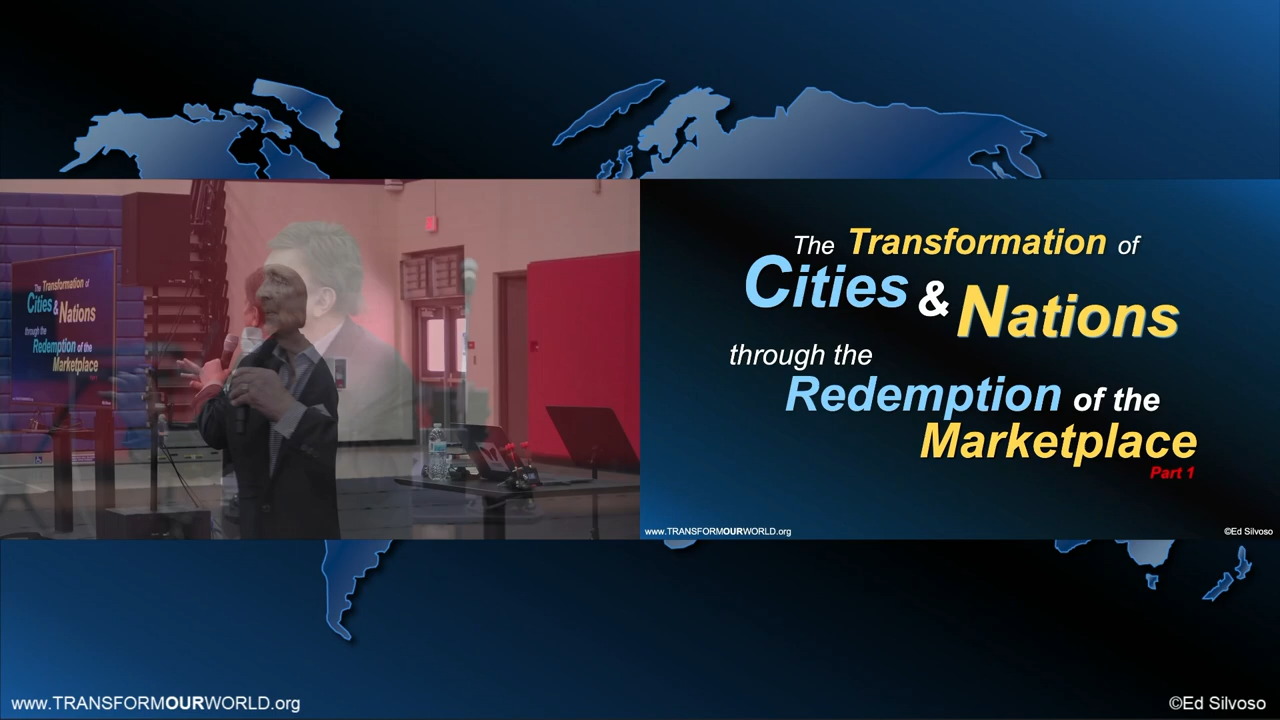 The Transformation of
Cities & Nations
through the
Redemption of the
Marketplace
The Transformation of
Cities & Nations
through the
Redemption of the
Marketplace
Part 1
www.TRANSFORMOURWORLD.org
©Ed Silvoso
www.TRANSFORMOURWORLD.org
©Ed Silvoso